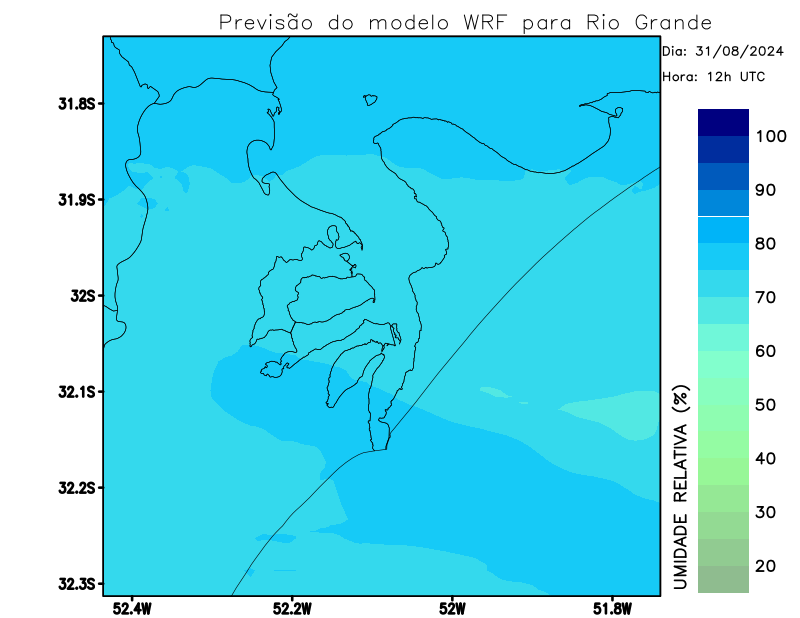 Previsão do modelo WRF para Rio Grande
Dia: 31/08/2024
Hora: 12h UTC
31.8S
31.9S
32S
32.1S
32.2S
32.3S
52.4W 52.2W 52W 51.8W
100
90
80
70
60
50
40
30
20
UMIDADE RELATIVA (%)